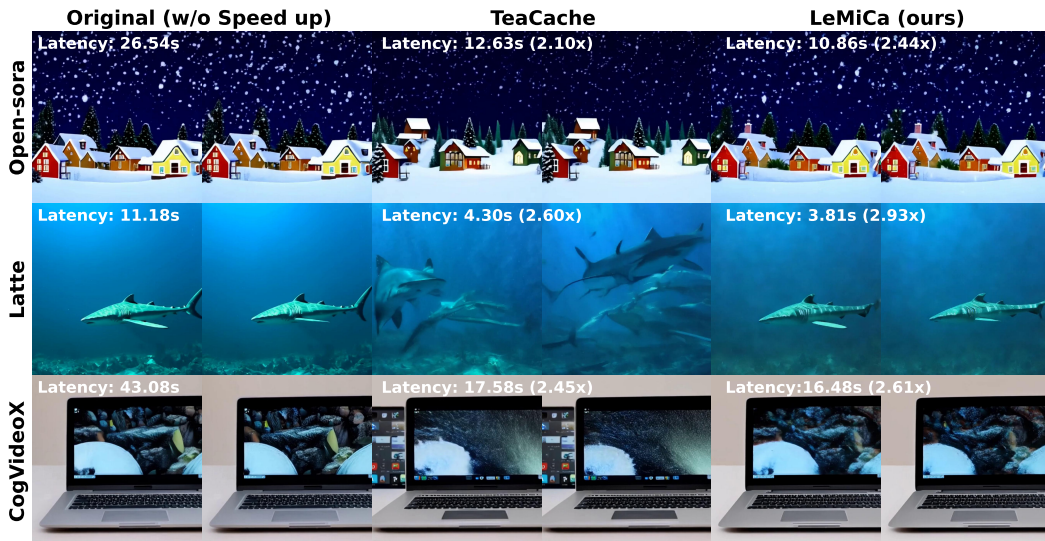 Original (w/o Speed up) TeaCache LeMiCa (ours)
Open-sora
Latency: 26.54s Latency: 12.63s (2.10x) Latency: 10.86s (2.44x)
Latte
Latency: 11.18s Latency: 4.30s (2.60x) Latency: 3.81s (2.93x)
CogVideoX
Latency: 43.08s Latency: 17.58s (2.45x) Latency:16.48s (2.61x)